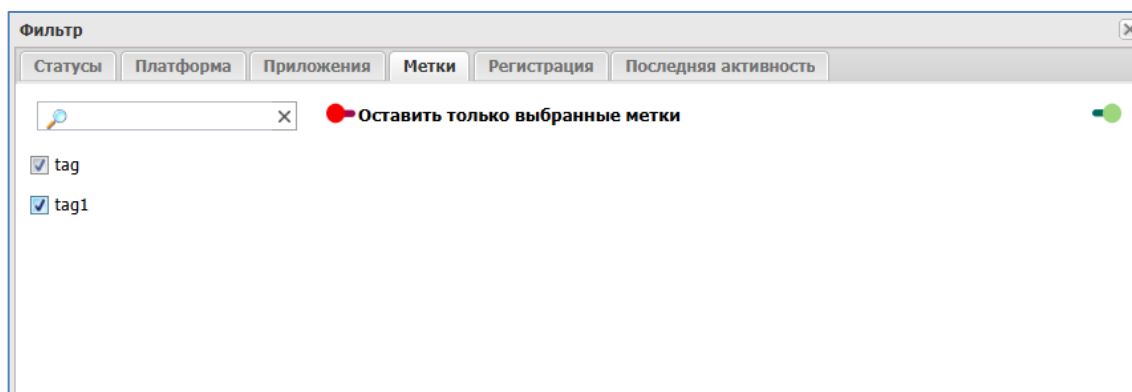 Фильтр
Статусы Платформа Приложения Метки Регистрация Последняя активность
Оставить только выбранные метки
tag
tag1